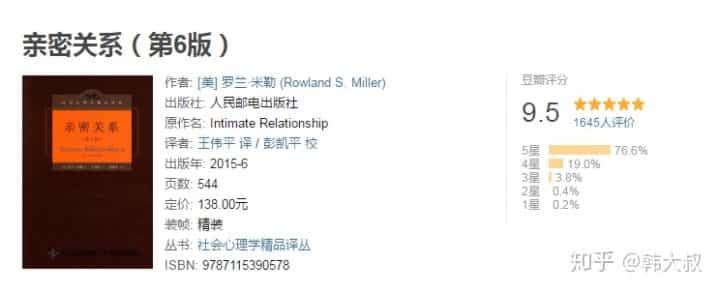 亲密关系（第6版）
作者: [美] 罗兰·米勒 (Rowland S. Miller)
出版社: 人民邮电出版社
原作名: Intimate Relationship
译者: 王伟平 译 / 彭凯平 校
出版年: 2015-6
页数: 544
定价: 138.00元
装帧: 精装
丛书: 社会心理学精品译丛
ISBN: 9787115390578
亲密关系
豆瓣评分
9.5
1645人评价
5星 76.6%
4星 19.0%
3星 3.8%
2星 0.4%
1星 0.2%
知乎 @韩大叔